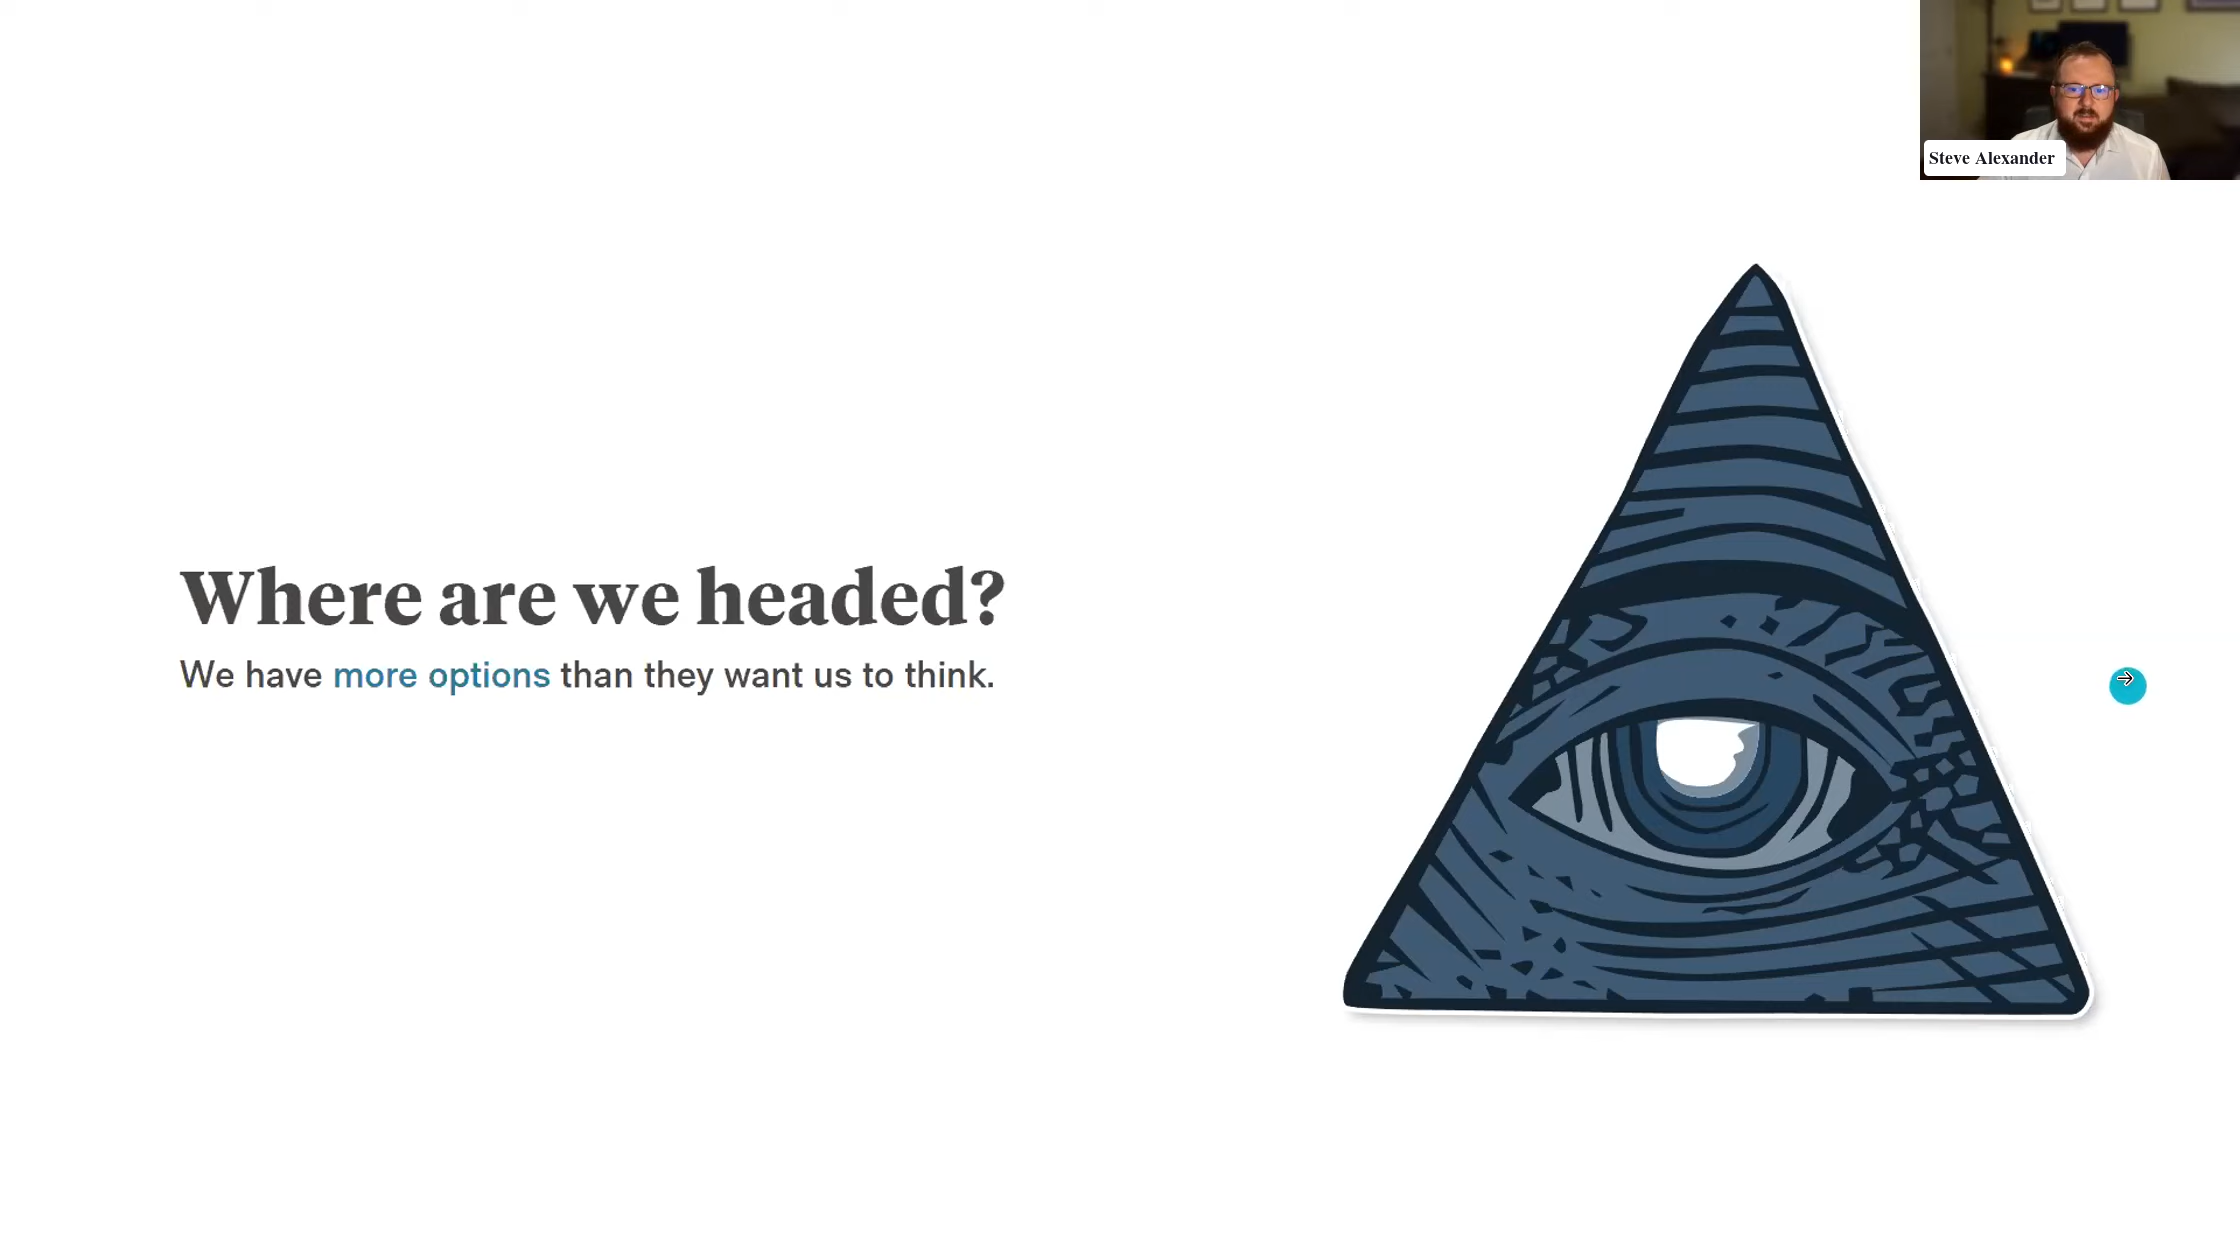 Steve Alexander
Where are we headed?
We have more options than they want us to think.